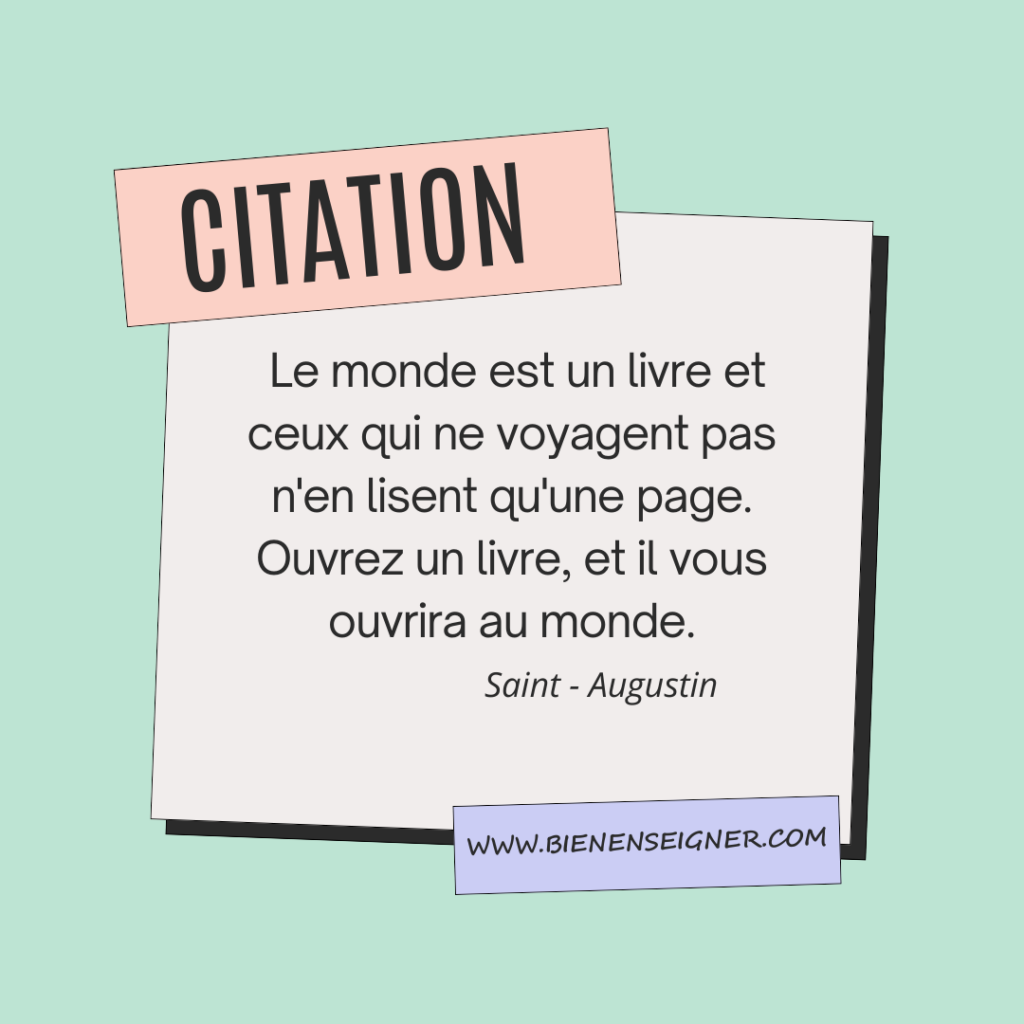 CITATION
Le monde est un livre et
ceux qui ne voyagent pas
n'en lisent qu'une page.
Ouvrez un livre, et il vous
ouvrira au monde.
Saint - Augustin
WWW.BIENENSEIGNER.COM